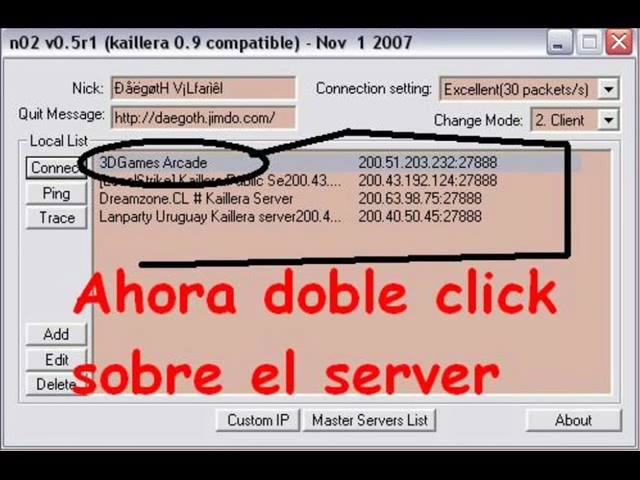 n02 v0.5r1 (kaillera 0.9 compatible) - Nov 1 2007
Nick: ÐåëgøtH V¡Lfarìêl Connection setting: Excellent(30 packets/s)
Quit Message: http://daegoth.jimdo.com/ Change Mode: 2. Client
Local List
Connect 3DGames Arcade 200.51.203.232:27888
Kaillera Public Se200.43.... 200.43.192.124:27888
Ping Dreamzone.CL # Kaillera Server 200.63.98.75:27888
Trace Lanparty Uruguay Kaillera server200.4... 200.40.50.45:27888
Ahora doble click
sobre el server
Add
Edit
Delete
Custom IP Master Servers List About